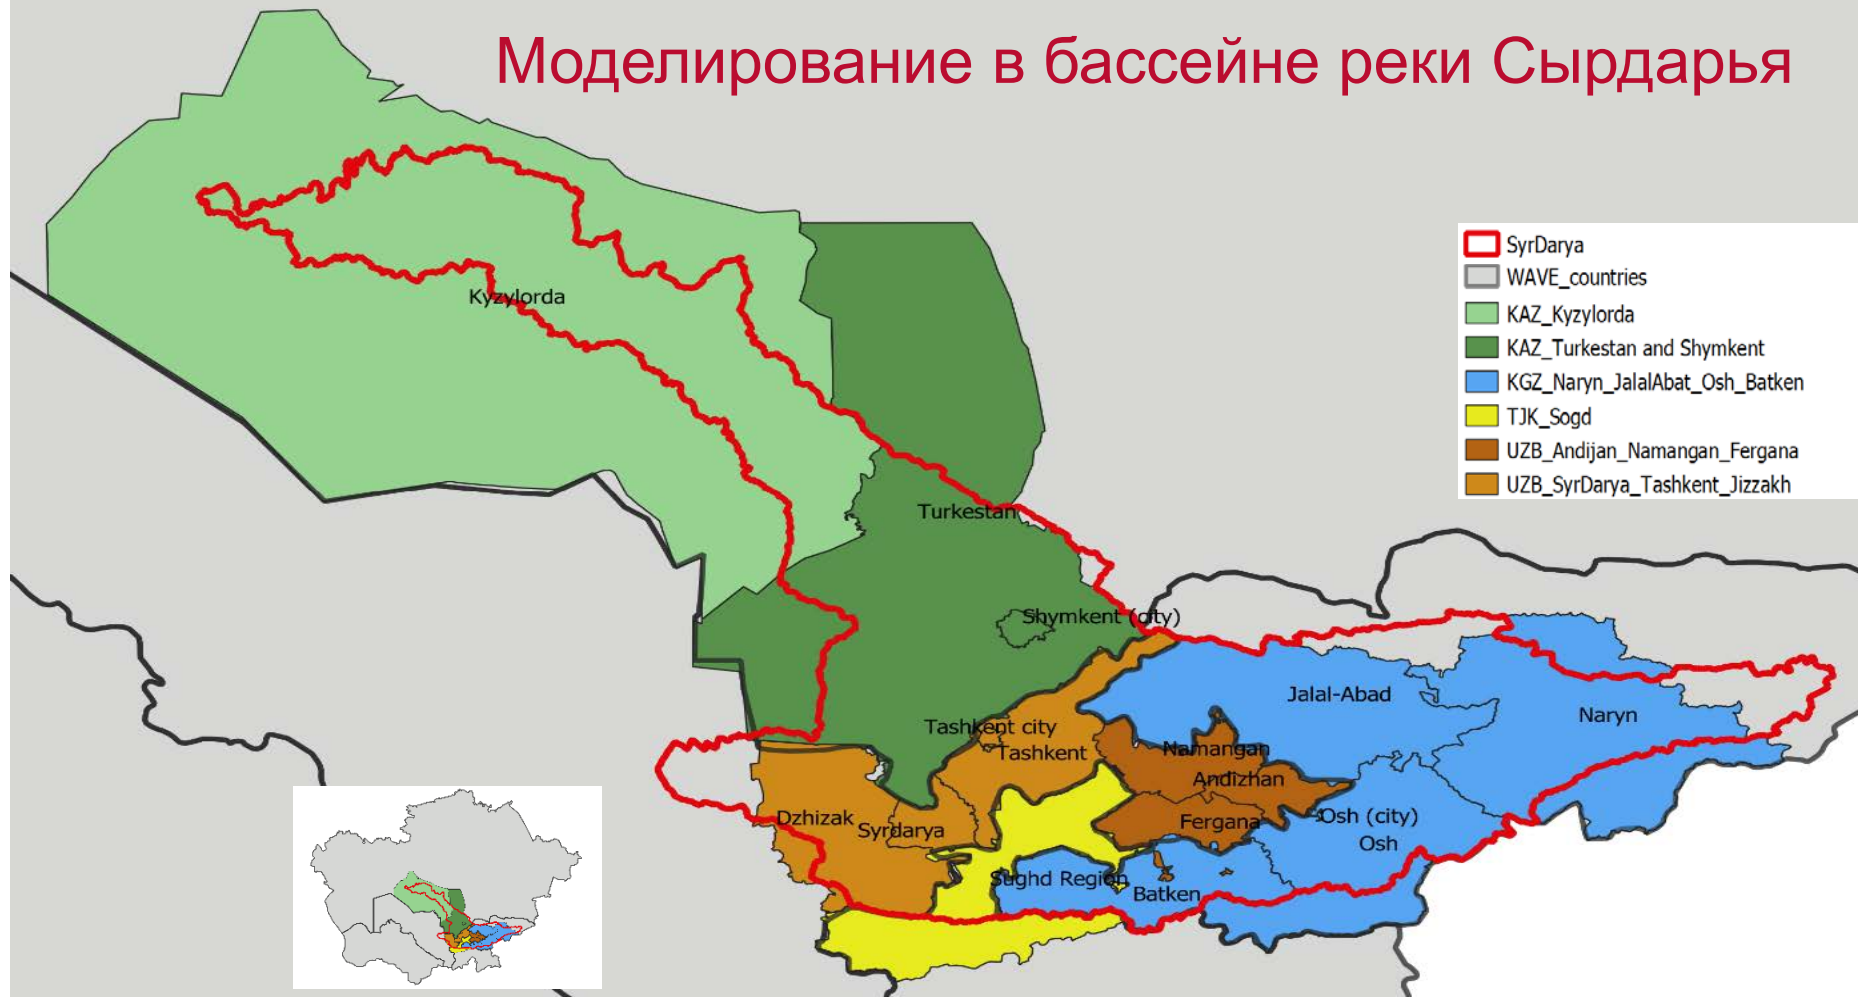 Моделирование в бассейне реки Сырдарья
SyrDarya
WAVE_countries
KAZ_Kyzylorda
KAZ_Turkestan and Shymkent
KGZ_Naryn_JalalAbat_Osh_Batken
TJK_Sogd
UZB_Andijan_Namangan_Fergana
UZB_SyrDarya_Tashkent_Jizzakh
Kyzylorda
Turkestan
Shymkent (city)
Jalal-Abad
Naryn
Tashkent city
Tashkent
Namangan
Andizhan
Dzhizak
Syrdarya
Fergana
Osh (city)
Osh
Sughd Region
Batken